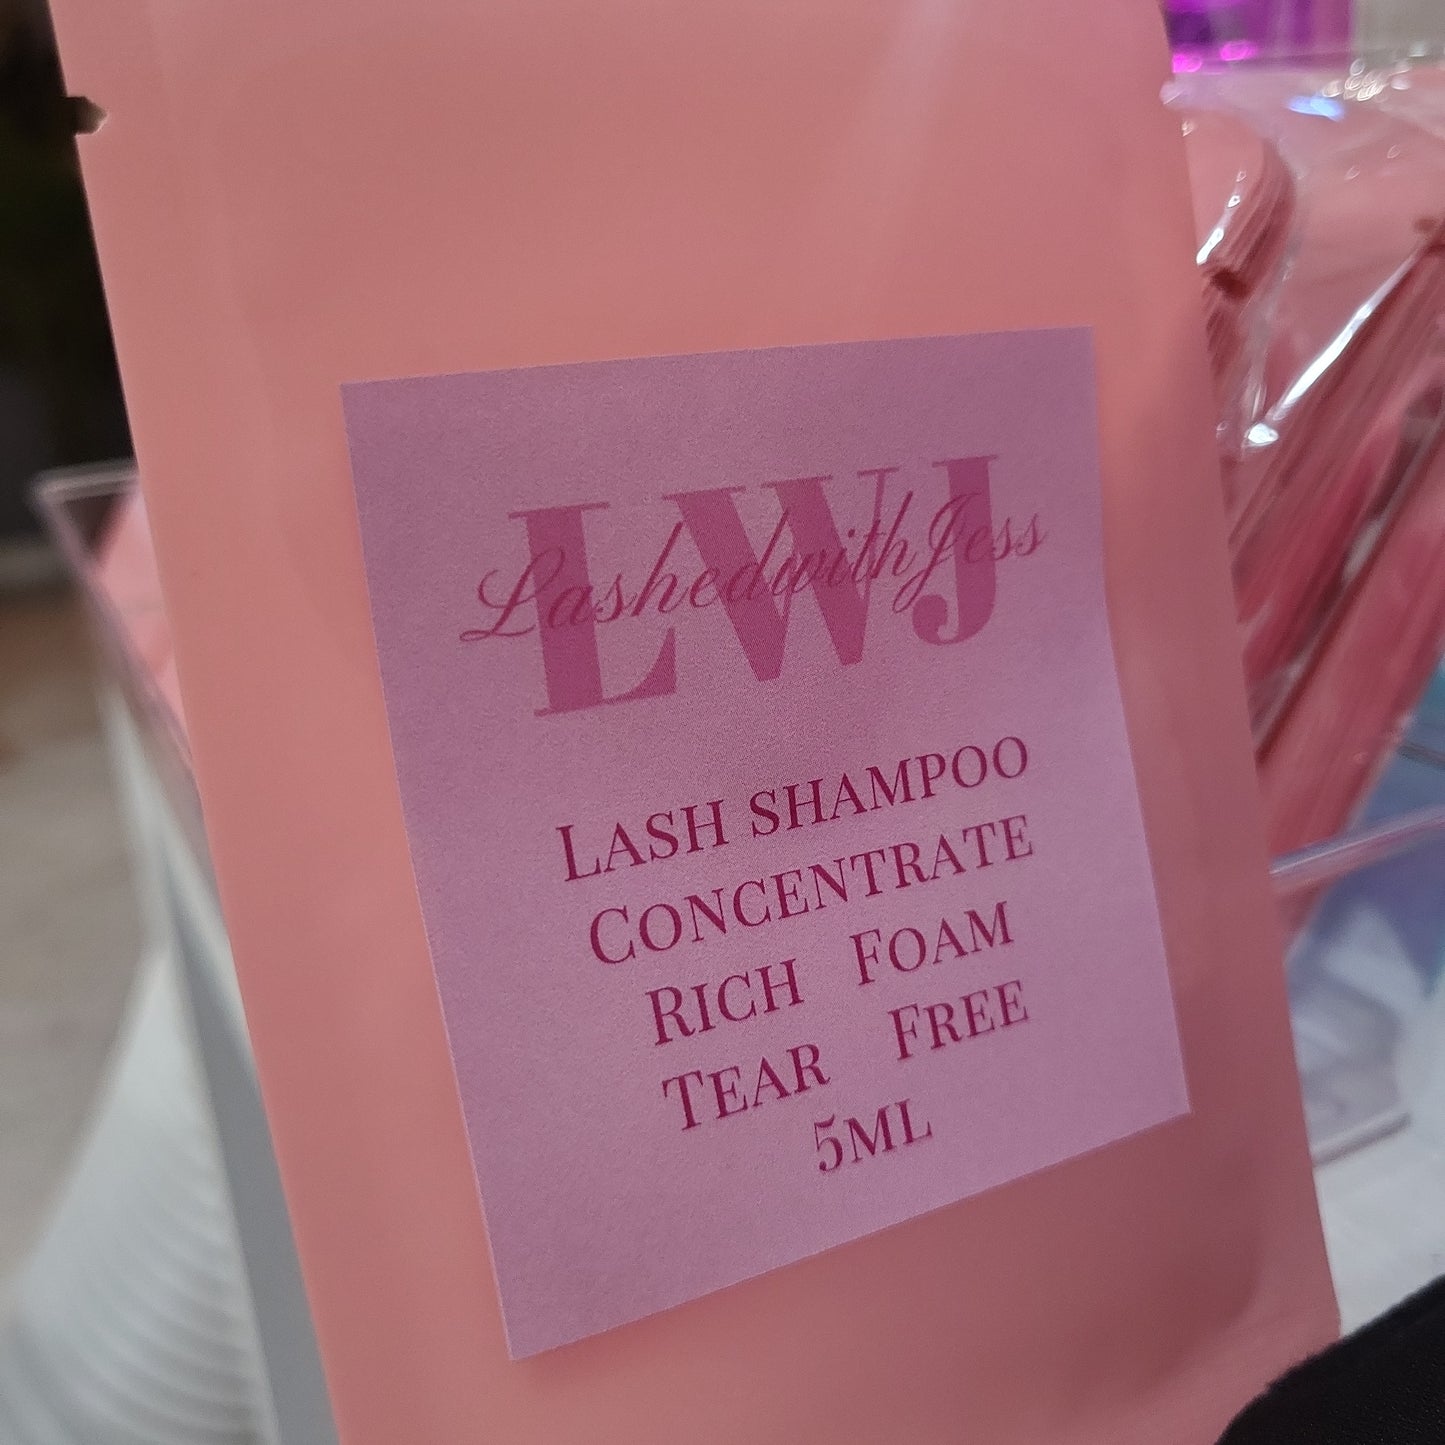 LWJ
LashedwithJess
LASH SHAMPOO
CONCENTRATE
RICH FOAM
TEAR FREE
5ML